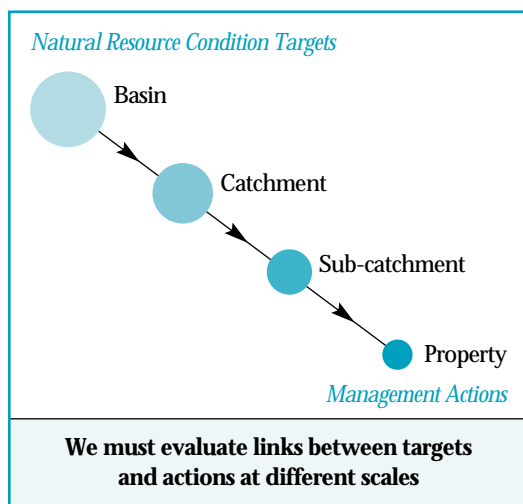 Natural Resource Condition Targets
Basin
Catchment
Sub-catchment
Property
Management Actions
We must evaluate links between targets
and actions at different scales